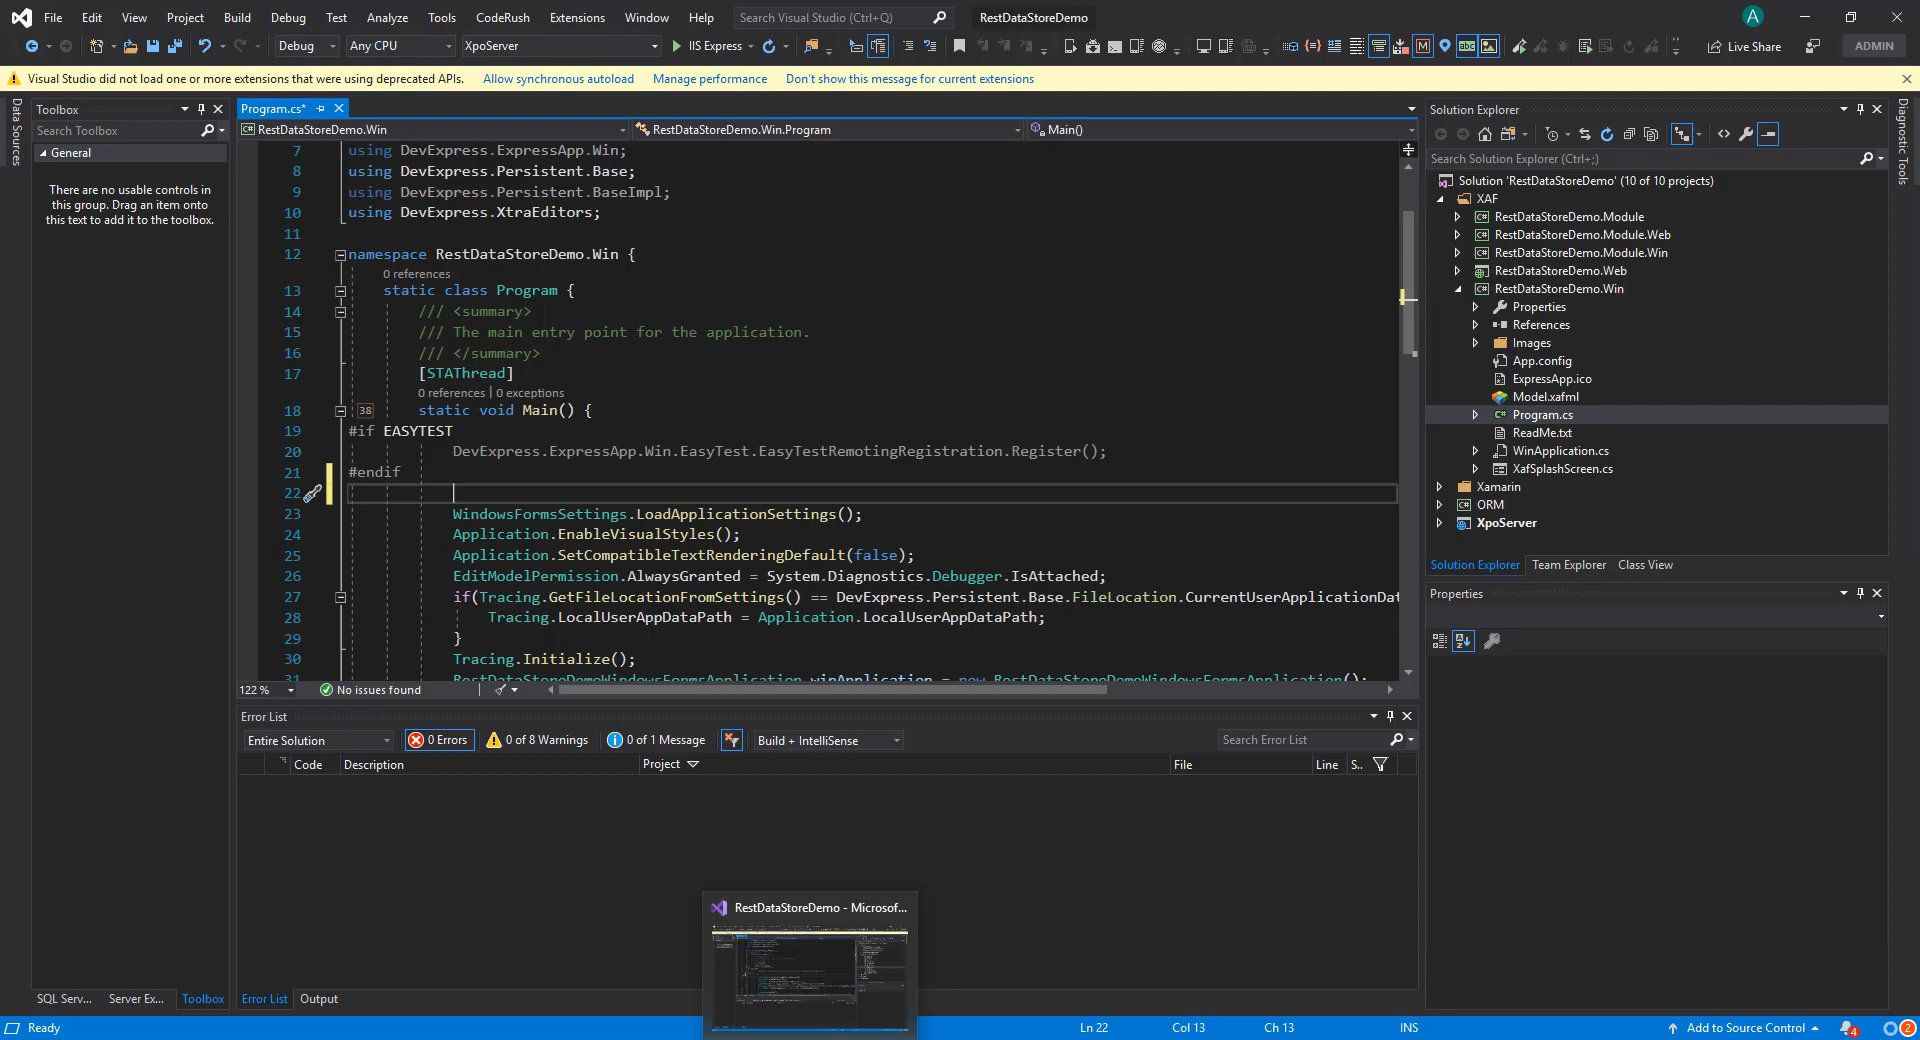 File Edit View Project Build Debug Test Analyze Tools CodeRush Extensions Window Help Search Visual Studio (Ctrl+Q) RestDataStoreDemo A
Debug Any CPU XpoServer IIS Express Live Share ADMIN
Visual Studio did not load one or more extensions that were using deprecated APIs. Allow synchronous autoload Manage performance Don't show this message for current extensions
Data Sources
Toolbox
Search Toolbox
General
There are no usable controls in
this group. Drag an item onto
this text to add it to the toolbox.
SQL Serv... Server Ex... Toolbox
Program.cs*
RestDataStoreDemo.Win RestDataStoreDemo.Win.Program Main()
7 using DevExpress.ExpressApp.Win;
8 using DevExpress.Persistent.Base;
9 using DevExpress.Persistent.BaseImpl;
10 using DevExpress.XtraEditors;
11
12 namespace RestDataStoreDemo.Win {
0 references
13 static class Program {
14 /// <summary>
15 /// The main entry point for the application.
16 /// </summary>
17 [STAThread]
0 references | 0 exceptions
18 38 static void Main() {
19 #if EASYTEST
20 DevExpress.ExpressApp.Win.EasyTest.EasyTestRemotingRegistration.Register();
21 #endif
22
23 WindowsFormsSettings.LoadApplicationSettings();
24 Application.EnableVisualStyles();
25 Application.SetCompatibleTextRenderingDefault(false);
26 EditModelPermission.AlwaysGranted = System.Diagnostics.Debugger.IsAttached;
27 if(Tracing.GetFileLocationFromSettings() == DevExpress.Persistent.Base.FileLocation.CurrentUserApplicationDat
28 Tracing.LocalUserAppDataPath = Application.LocalUserAppDataPath;
29 }
30 Tracing.Initialize();
31 RestDataStoreDemoWindowsFormsApplication winApplication = new RestDataStoreDemoWindowsFormsApplication();
122 % No issues found
Error List
Entire Solution 0 Errors 0 of 8 Warnings 0 of 1 Message Build + IntelliSense Search Error List
Code Description Project File Line S..
Error List Output
RestDataStoreDemo - Microsof...
Solution Explorer
Search Solution Explorer (Ctrl+;)
Solution 'RestDataStoreDemo' (10 of 10 projects)
XAF
RestDataStoreDemo.Module
RestDataStoreDemo.Module.Web
RestDataStoreDemo.Module.Win
RestDataStoreDemo.Web
RestDataStoreDemo.Win
Properties
References
Images
App.config
ExpressApp.ico
Model.xafml
Program.cs
ReadMe.txt
WinApplication.cs
XafSplashScreen.cs
Xamarin
ORM
XpoServer
Solution Explorer Team Explorer Class View
Properties
Diagnostic Tools
Ready Ln 22 Col 13 Ch 13 INS Add to Source Control 4 2